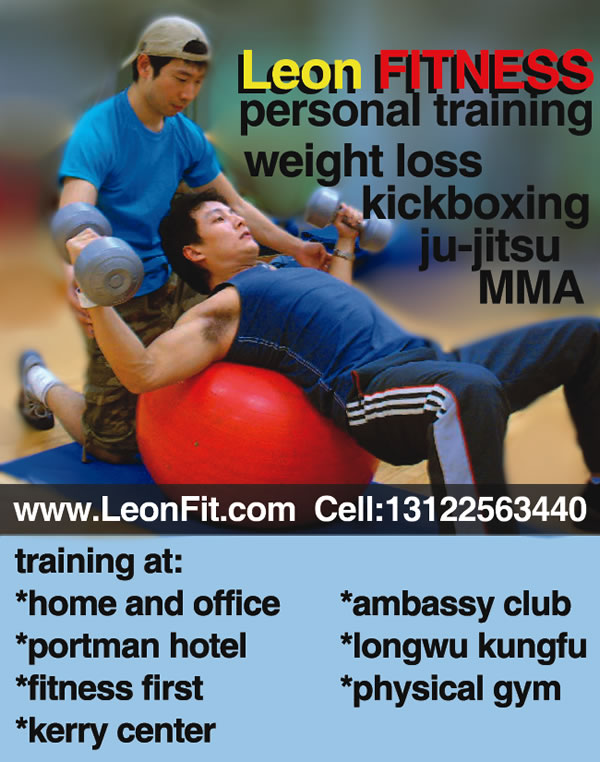 Leon FITNESS
personal training
weight loss
kickboxing
ju-jitsu
MMA
www.LeonFit.com Cell:13122563440
training at:
*home and office
*portman hotel
*fitness first
*kerry center
*ambassy club
*longwu kungfu
*physical gym